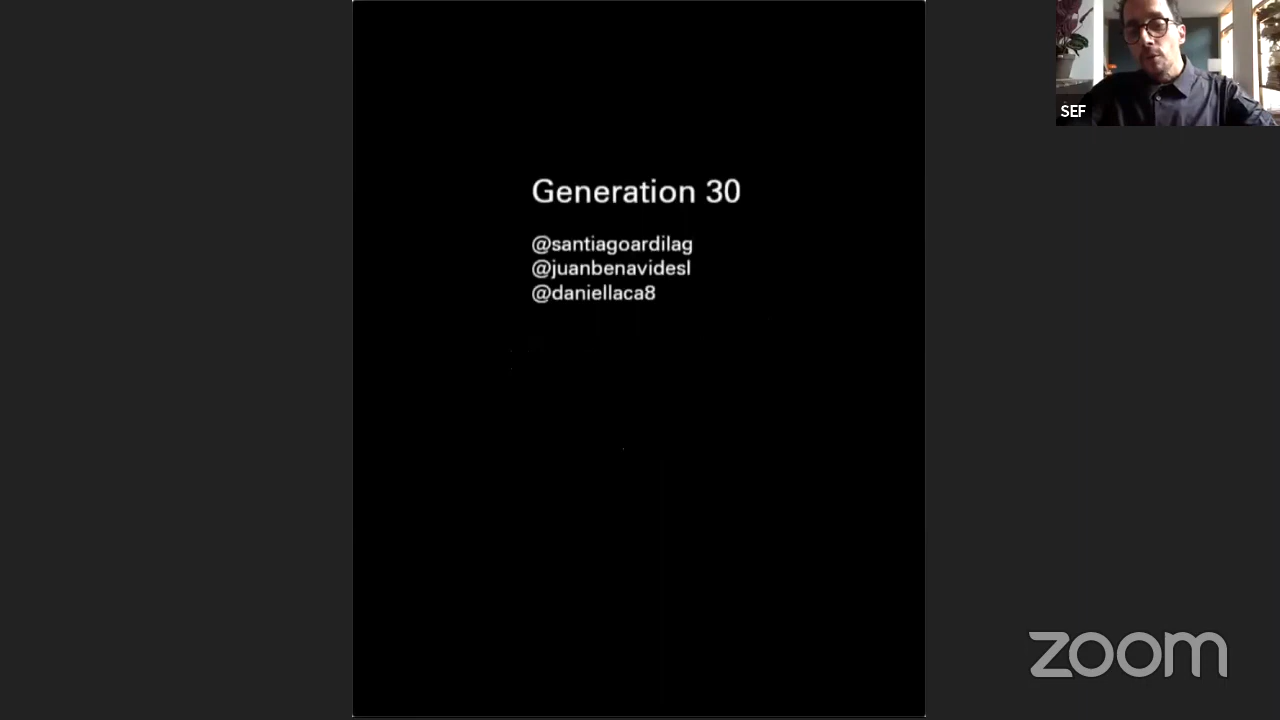 Generation 30
@santiagoardilag
@juanbenavidesl
@daniellaca8
SEF
zoom